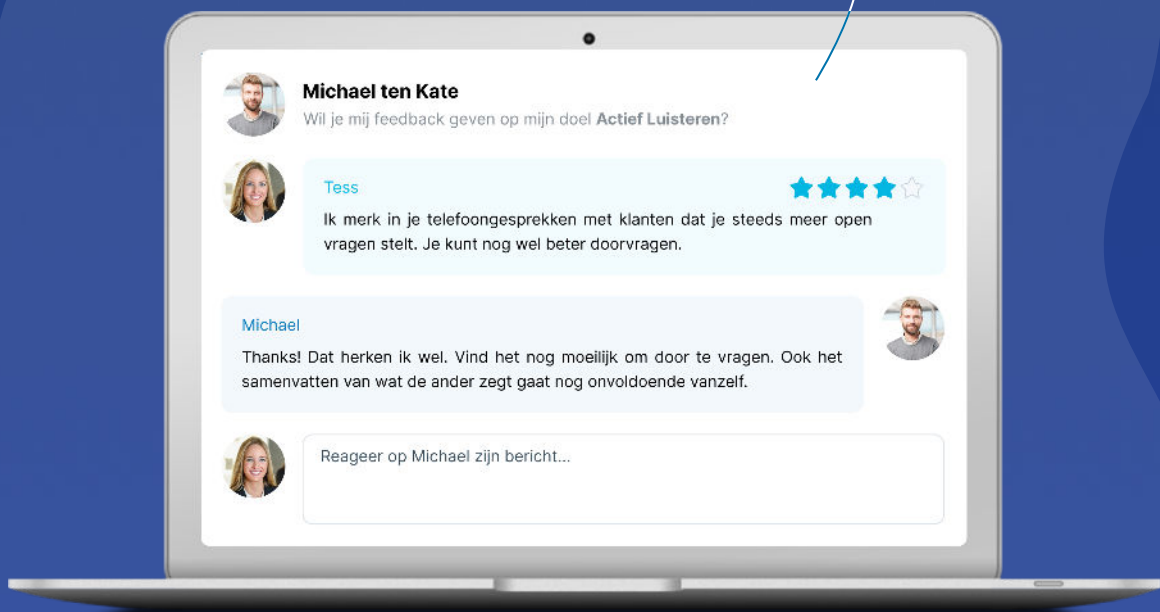 Michael ten Kate
Wil je mij feedback geven op mijn doel Actief Luisteren?
Tess
Ik merk in je telefoongesprekken met klanten dat je steeds meer open
vragen stelt. Je kunt nog wel beter doorvragen.
Michael
Thanks! Dat herken ik wel. Vind het nog moeilijk om door te vragen. Ook het
samenvatten van wat de ander zegt gaat nog onvoldoende vanzelf.
Reageer op Michael zijn bericht...